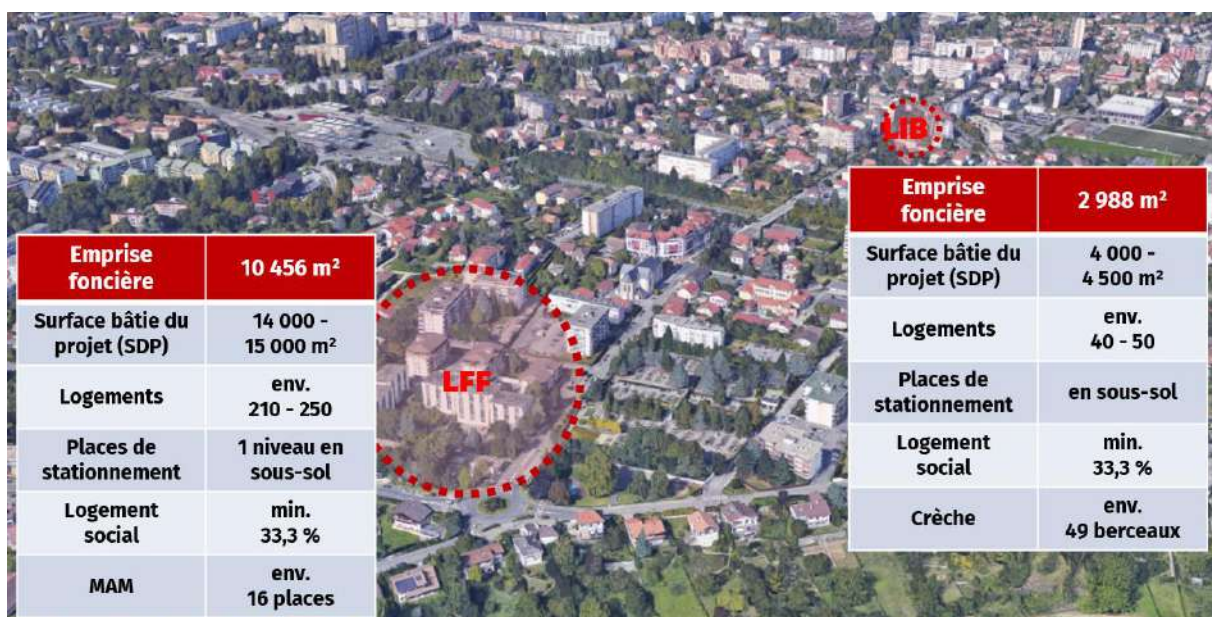 LIB
Emprise
foncière
2 988 m²
Surface bâtie du
projet (SDP)
4 000 -
4 500 m²
Logements
env.
40 - 50
Places de
stationnement
en sous-sol
Logement
social
min.
33,3 %
Crèche
env.
49 berceaux
LFF
Emprise
foncière
10 456 m²
Surface bâtie du
projet (SDP)
14 000 -
15 000 m²
Logements
env.
210 - 250
Places de
stationnement
1 niveau en
sous-sol
Logement
social
min.
33,3 %
MAM
env.
16 places